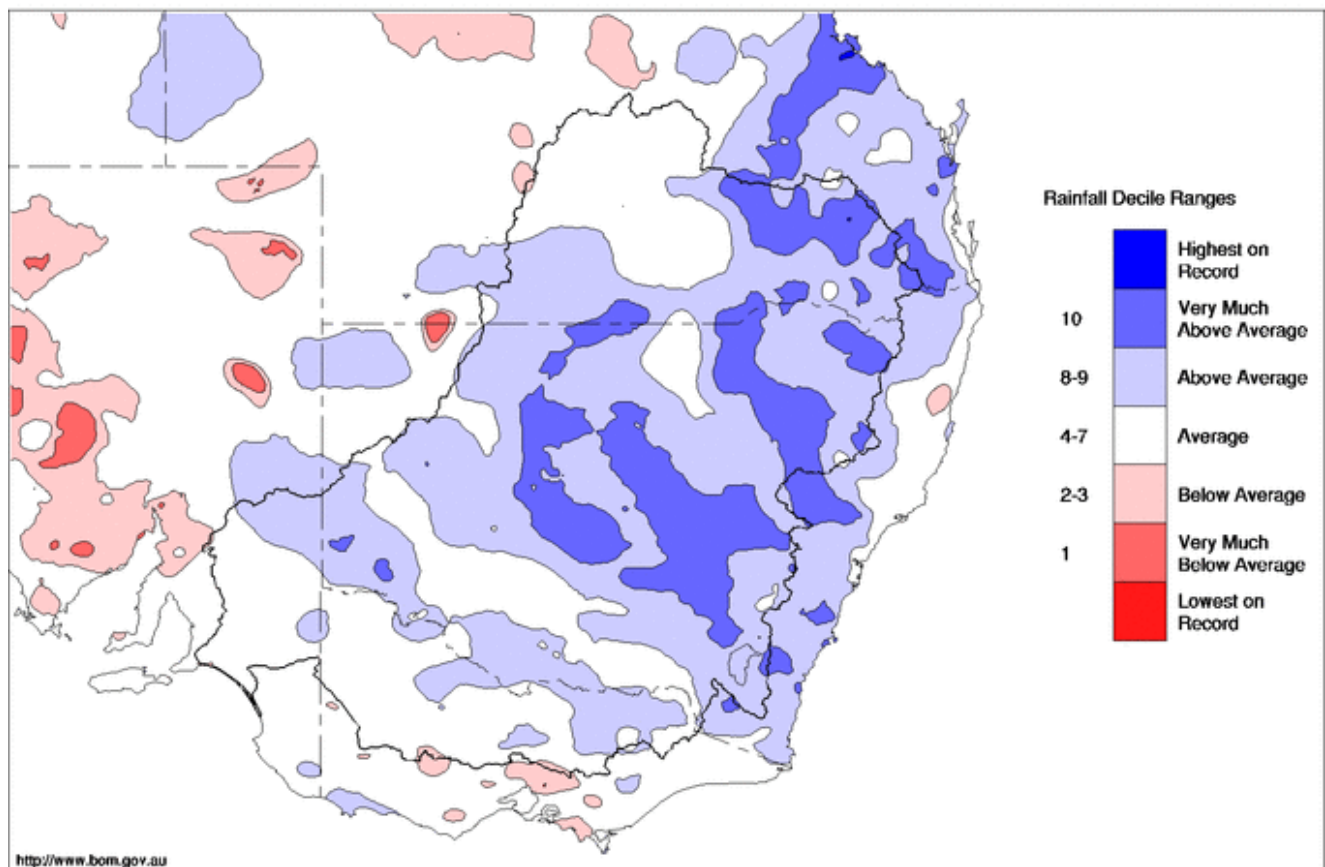 Rainfall Decile Ranges
Highest on
Record
10
Very Much
Above Average
8-9
Above Average
4-7
Average
2-3
Below Average
1
Very Much
Below Average
Lowest on
Record
http://www.bom.gov.au